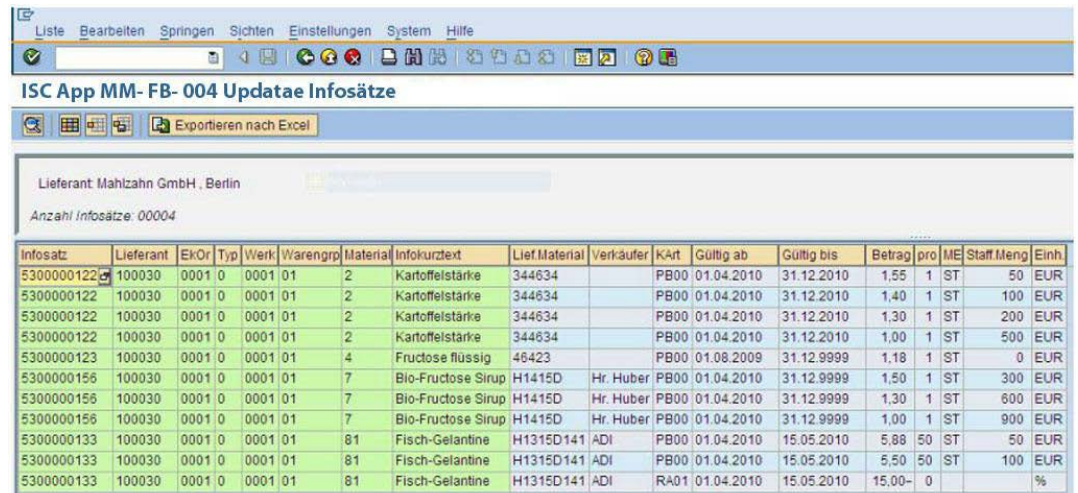 Liste Bearbeiten Springen Sichten Einstellungen System Hilfe
ISC App MM- FB- 004 Updatae Infosätze
Exportieren nach Excel
Lieferant: Mahlzahn GmbH , Berlin
Anzahl Infosätze: 00004
Infosatz Lieferant EkOr Typ Werk Warengrp Material Infokurztext Lief.Material Verkäufer KArt Gültig ab Gültig bis Betrag pro ME Staff.Meng Einh.
5300000122 100030 0001 0 0001 01 2 Kartoffelstärke 344634 PB00 01.04.2010 31.12.2010 1,55 1 ST 50 EUR
5300000122 100030 0001 0 0001 01 2 Kartoffelstärke 344634 PB00 01.04.2010 31.12.2010 1,40 1 ST 100 EUR
5300000122 100030 0001 0 0001 01 2 Kartoffelstärke 344634 PB00 01.04.2010 31.12.2010 1,30 1 ST 200 EUR
5300000122 100030 0001 0 0001 01 2 Kartoffelstärke 344634 PB00 01.04.2010 31.12.2010 1,00 1 ST 500 EUR
5300000123 100030 0001 0 0001 01 4 Fructose flüssig 46423 PB00 01.08.2009 31.12.9999 1,18 1 ST 0 EUR
5300000156 100030 0001 0 0001 01 7 Bio-Fructose Sirup H1415D Hr. Huber PB00 01.04.2010 31.12.9999 1,50 1 ST 300 EUR
5300000156 100030 0001 0 0001 01 7 Bio-Fructose Sirup H1415D Hr. Huber PB00 01.04.2010 31.12.9999 1,30 1 ST 600 EUR
5300000156 100030 0001 0 0001 01 7 Bio-Fructose Sirup H1415D Hr. Huber PB00 01.04.2010 31.12.9999 1,00 1 ST 900 EUR
5300000133 100030 0001 0 0001 01 81 Fisch-Gelantine H1315D141 ADI PB00 01.04.2010 15.05.2010 5,88 50 ST 50 EUR
5300000133 100030 0001 0 0001 01 81 Fisch-Gelantine H1315D141 ADI PB00 01.04.2010 15.05.2010 5,50 50 ST 100 EUR
5300000133 100030 0001 0 0001 01 81 Fisch-Gelantine H1315D141 ADI RA01 01.04.2010 15.05.2010 15,00- 0 %